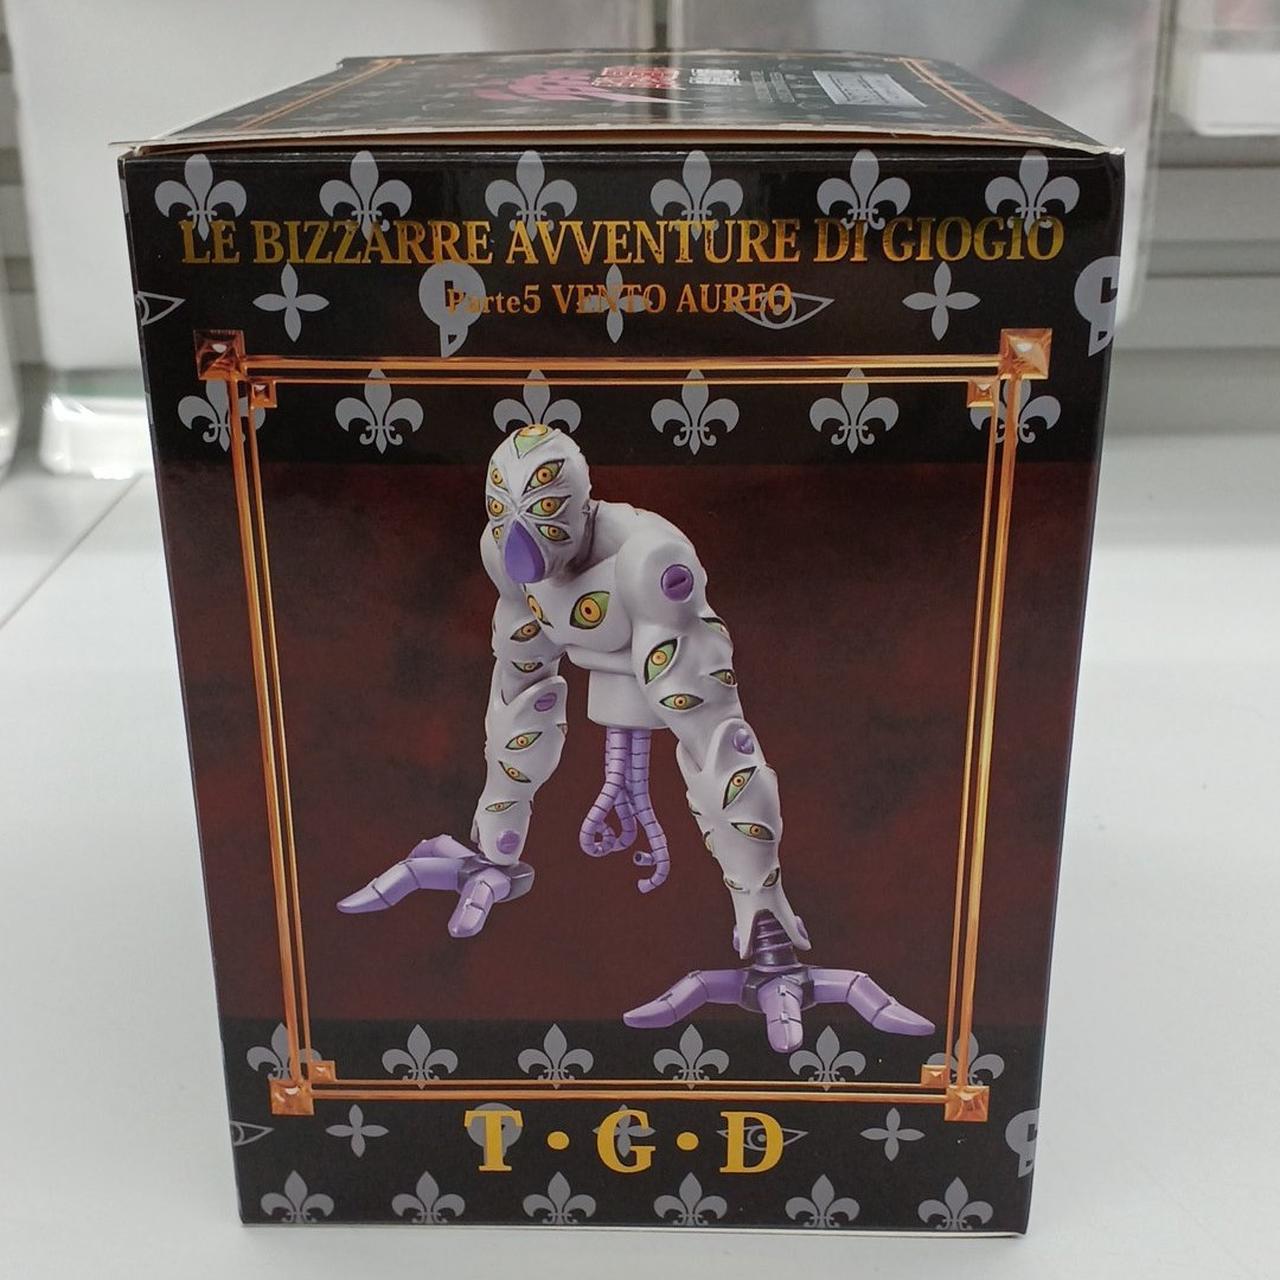 LE BIZZARRE AVVENTURE DI GIOGIO
Parte5 VENTO AUREO
T・G・D